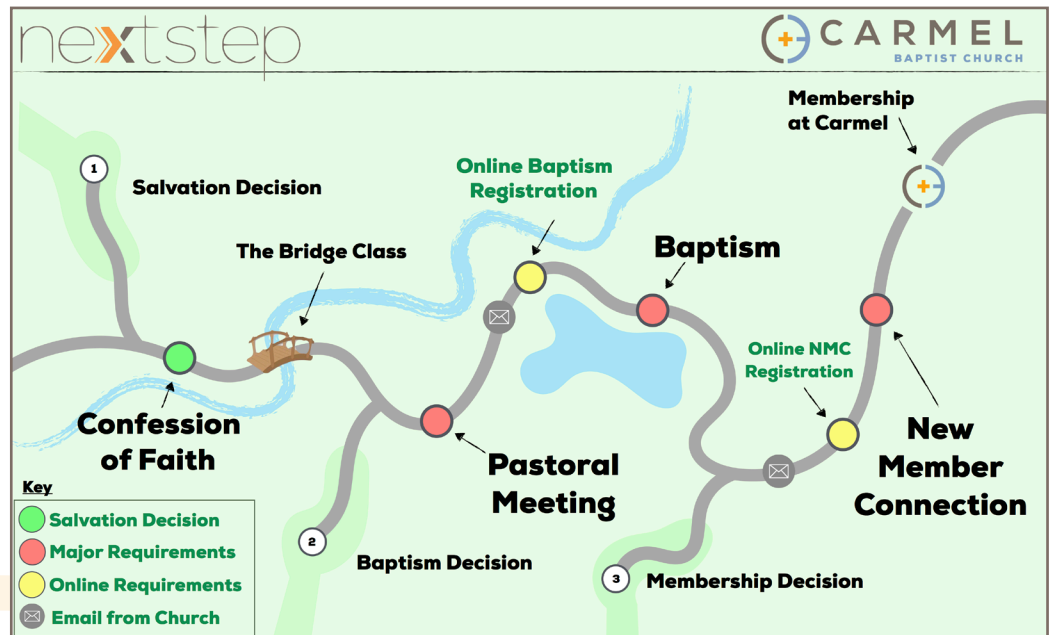 nextstep
CARMEL
BAPTIST CHURCH
Membership
at Carmel
1
Salvation Decision
Online Baptism
Registration
The Bridge Class
Baptism
Online NMC
Registration
Confession
of Faith
Pastoral
Meeting
New
Member
Connection
2
Baptism Decision
3
Membership Decision
Key
Salvation Decision
Major Requirements
Online Requirements
Email from Church